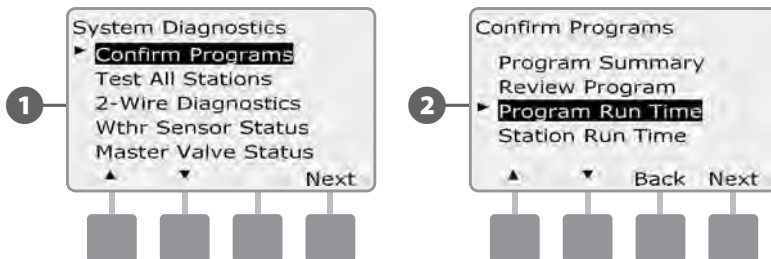 1
System Diagnostics
Confirm Programs
Test All Stations
2-Wire Diagnostics
Wthr Sensor Status
Master Valve Status
Next
2
Confirm Programs
Program Summary
Review Program
Program Run Time
Station Run Time
Back Next